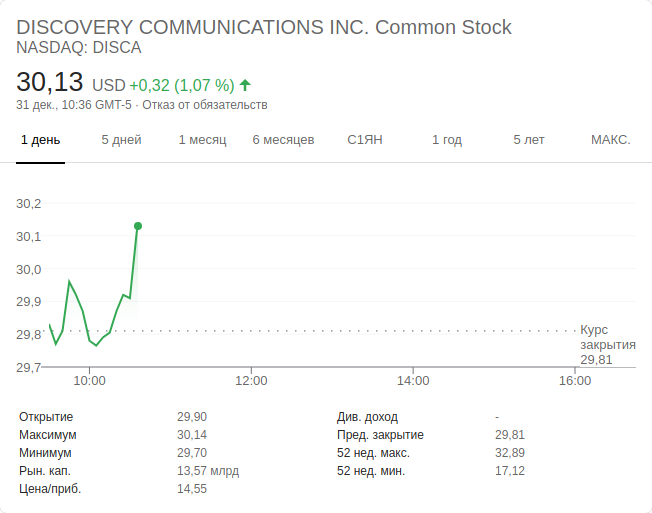 DISCOVERY COMMUNICATIONS INC. Common Stock
NASDAQ: DISCA
30,13 USD +0,32 (1,07 %)
31 дек., 10:36 GMT-5 · Отказ от обязательств
1 день 5 дней 1 месяц 6 месяцев С1ЯН 1 год 5 лет МАКС.
30,2
30,1
30,0
29,9
29,8
29,7
Курс
закрытия
29,81
10:00 12:00 14:00 16:00
Открытие 29,90 Див. доход -
Максимум 30,14 Пред. закрытие 29,81
Минимум 29,70 52 нед. макс. 32,89
Рын. кап. 13,57 млрд 52 нед. мин. 17,12
Цена/приб. 14,55